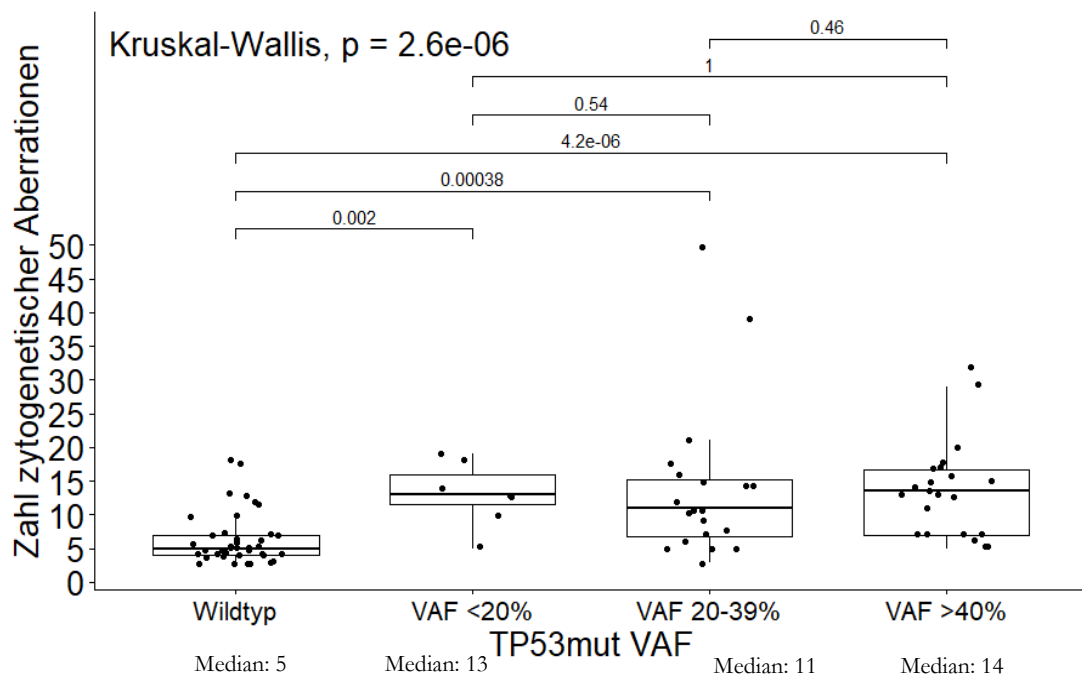 Kruskal-Wallis, p = 2.6e-06
0.46
1
0.54
4.2e-06
0.00038
0.002
Zahl zytogenetischer Aberrationen
50
45
40
35
30
25
20
15
10
5
0
Wildtyp VAF <20% VAF 20-39% VAF >40%
TP53mut VAF
Median: 5 Median: 13 Median: 11 Median: 14